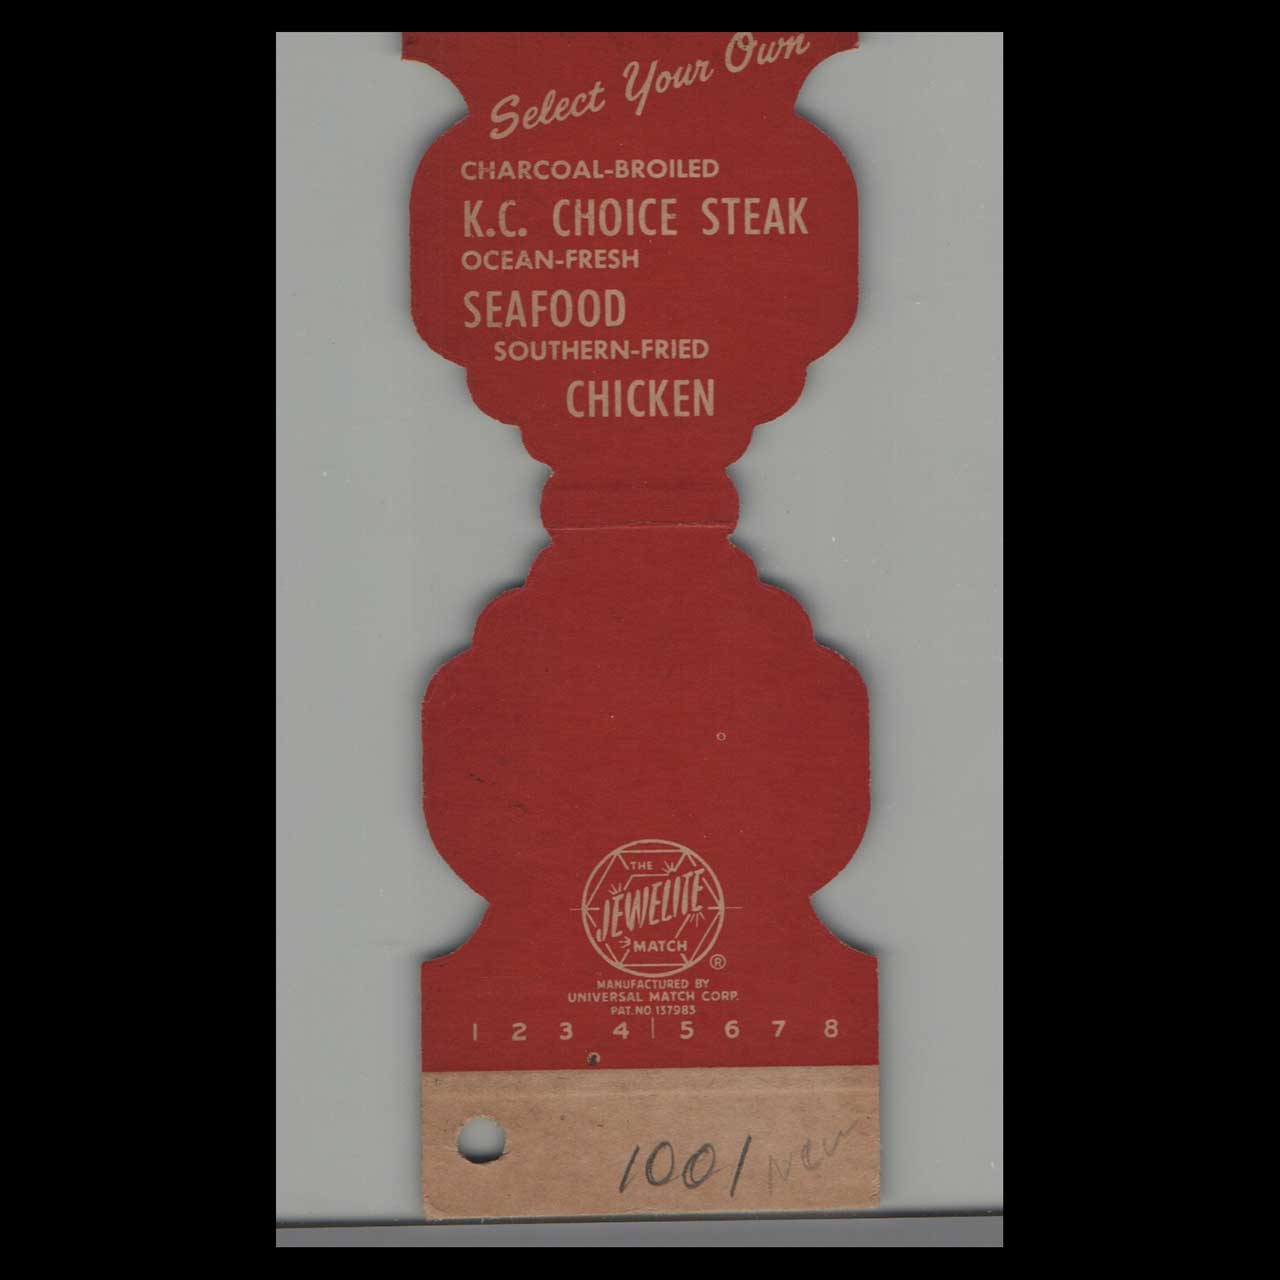 Select Your Own
CHARCOAL-BROILED
K.C. CHOICE STEAK
OCEAN-FRESH
SEAFOOD
SOUTHERN-FRIED
CHICKEN
THE
JEWELITE
MATCH
®
MANUFACTURED BY
UNIVERSAL MATCH CORP.
PAT. NO. 137983
1 2 3 4 | 5 6 7 8
1001 New